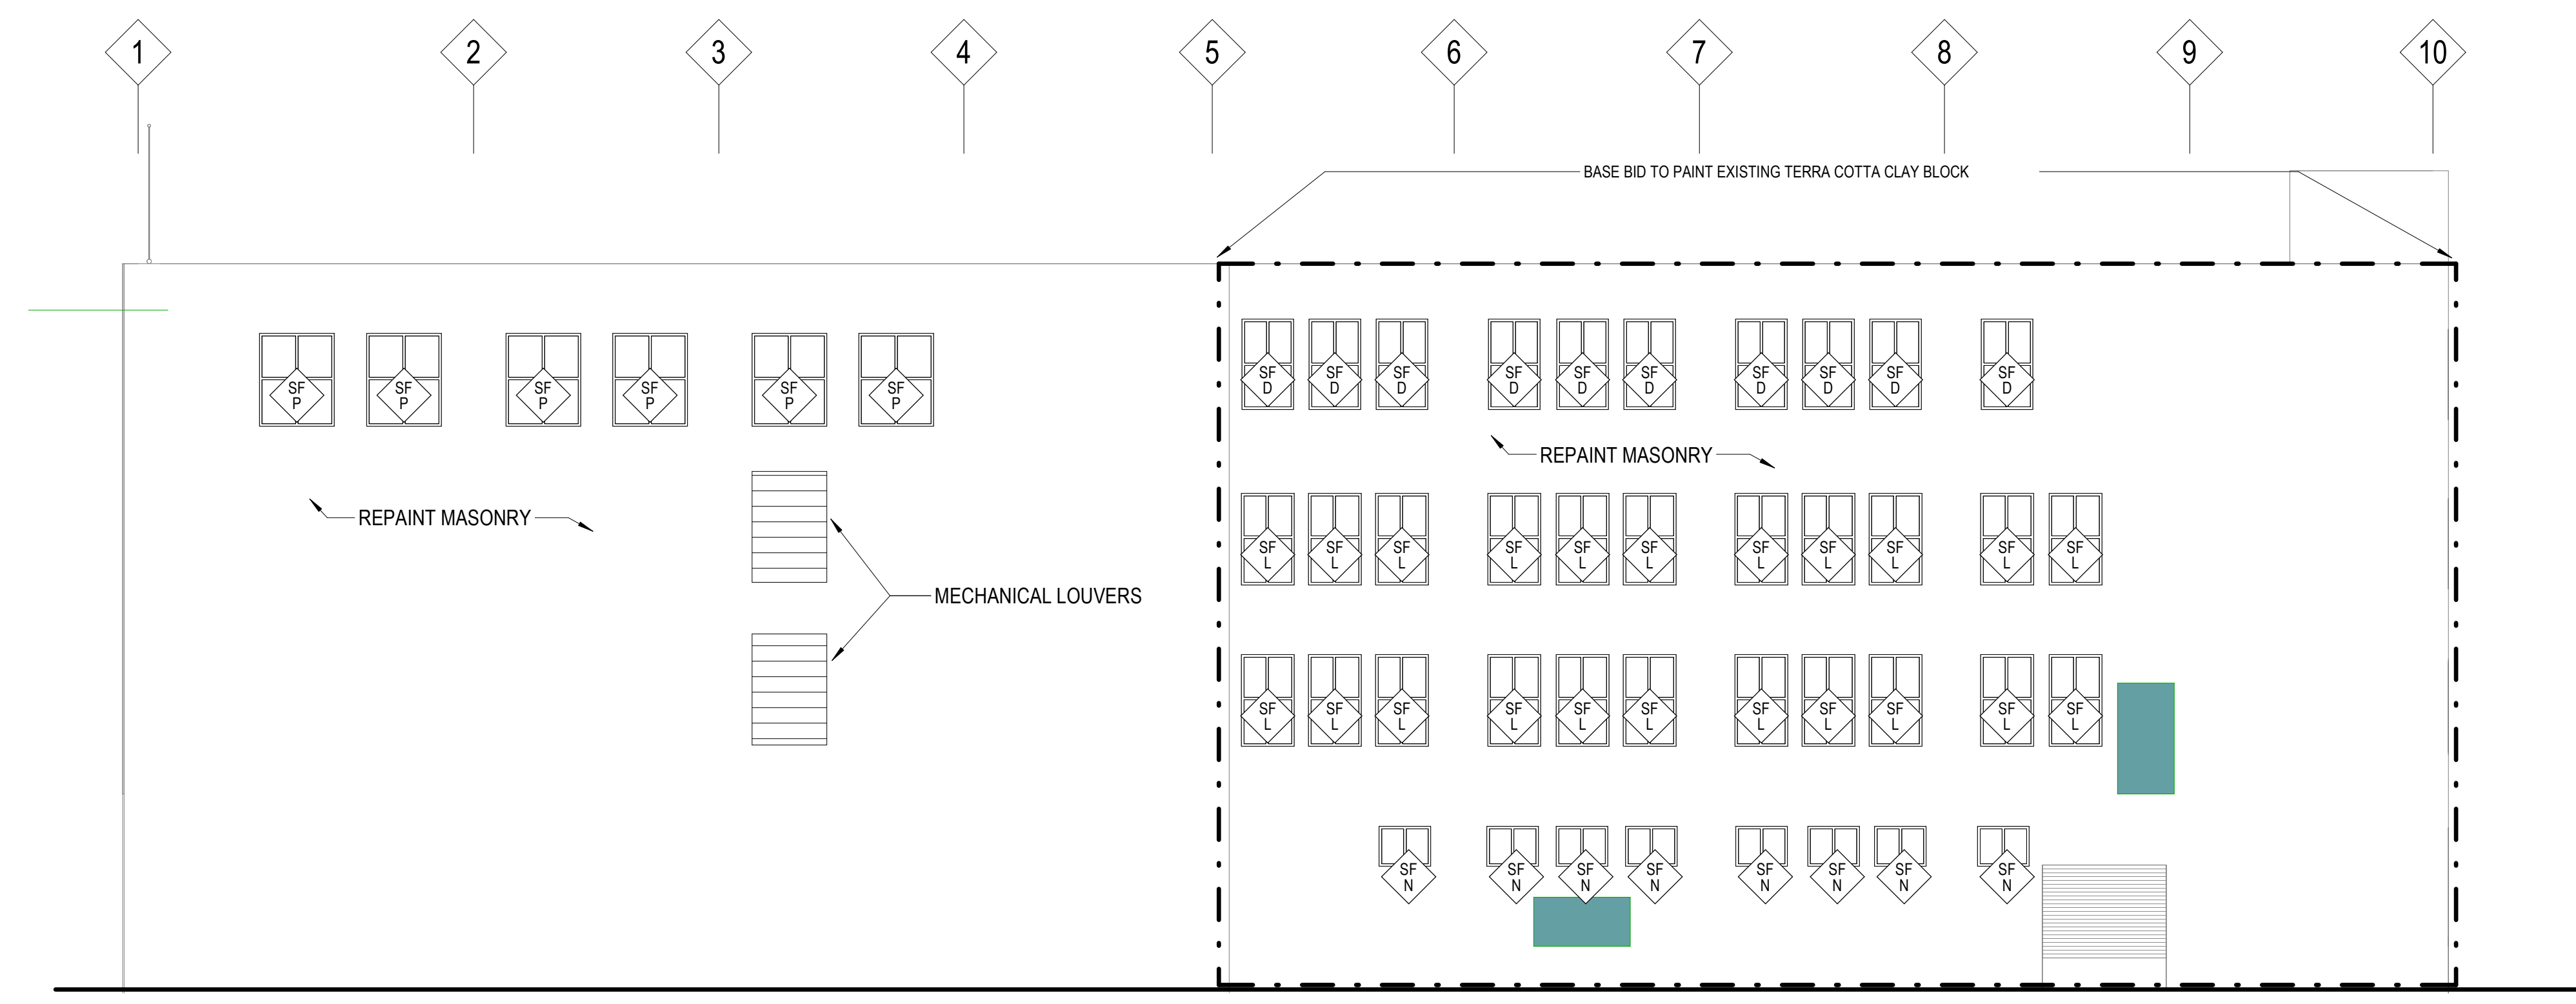 1 2 3 4 5 6 7 8 9 10
BASE BID TO PAINT EXISTING TERRA COTTA CLAY BLOCK
SF SF SF SF SF SF SF SF SF SF
D D D D D D D D D D
SF SF SF SF SF SF
P P P P P P
REPAINT MASONRY
REPAINT MASONRY
SF SF SF SF SF SF SF SF SF SF SF
L L L L L L L L L L L
MECHANICAL LOUVERS
SF SF SF SF SF SF SF SF SF SF SF
L L L L L L L L L L L
SF SF SF SF SF SF SF SF
N N N N N N N N